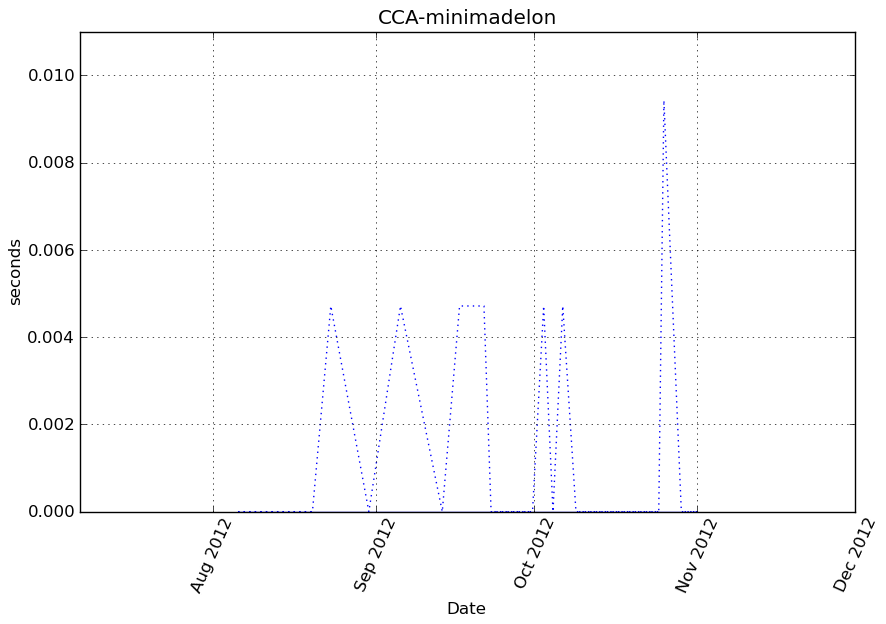 CCA-minimadelon
0.010
0.008
0.006
0.004
0.002
0.000
seconds
Aug 2012
Sep 2012
Oct 2012
Nov 2012
Dec 2012
Date